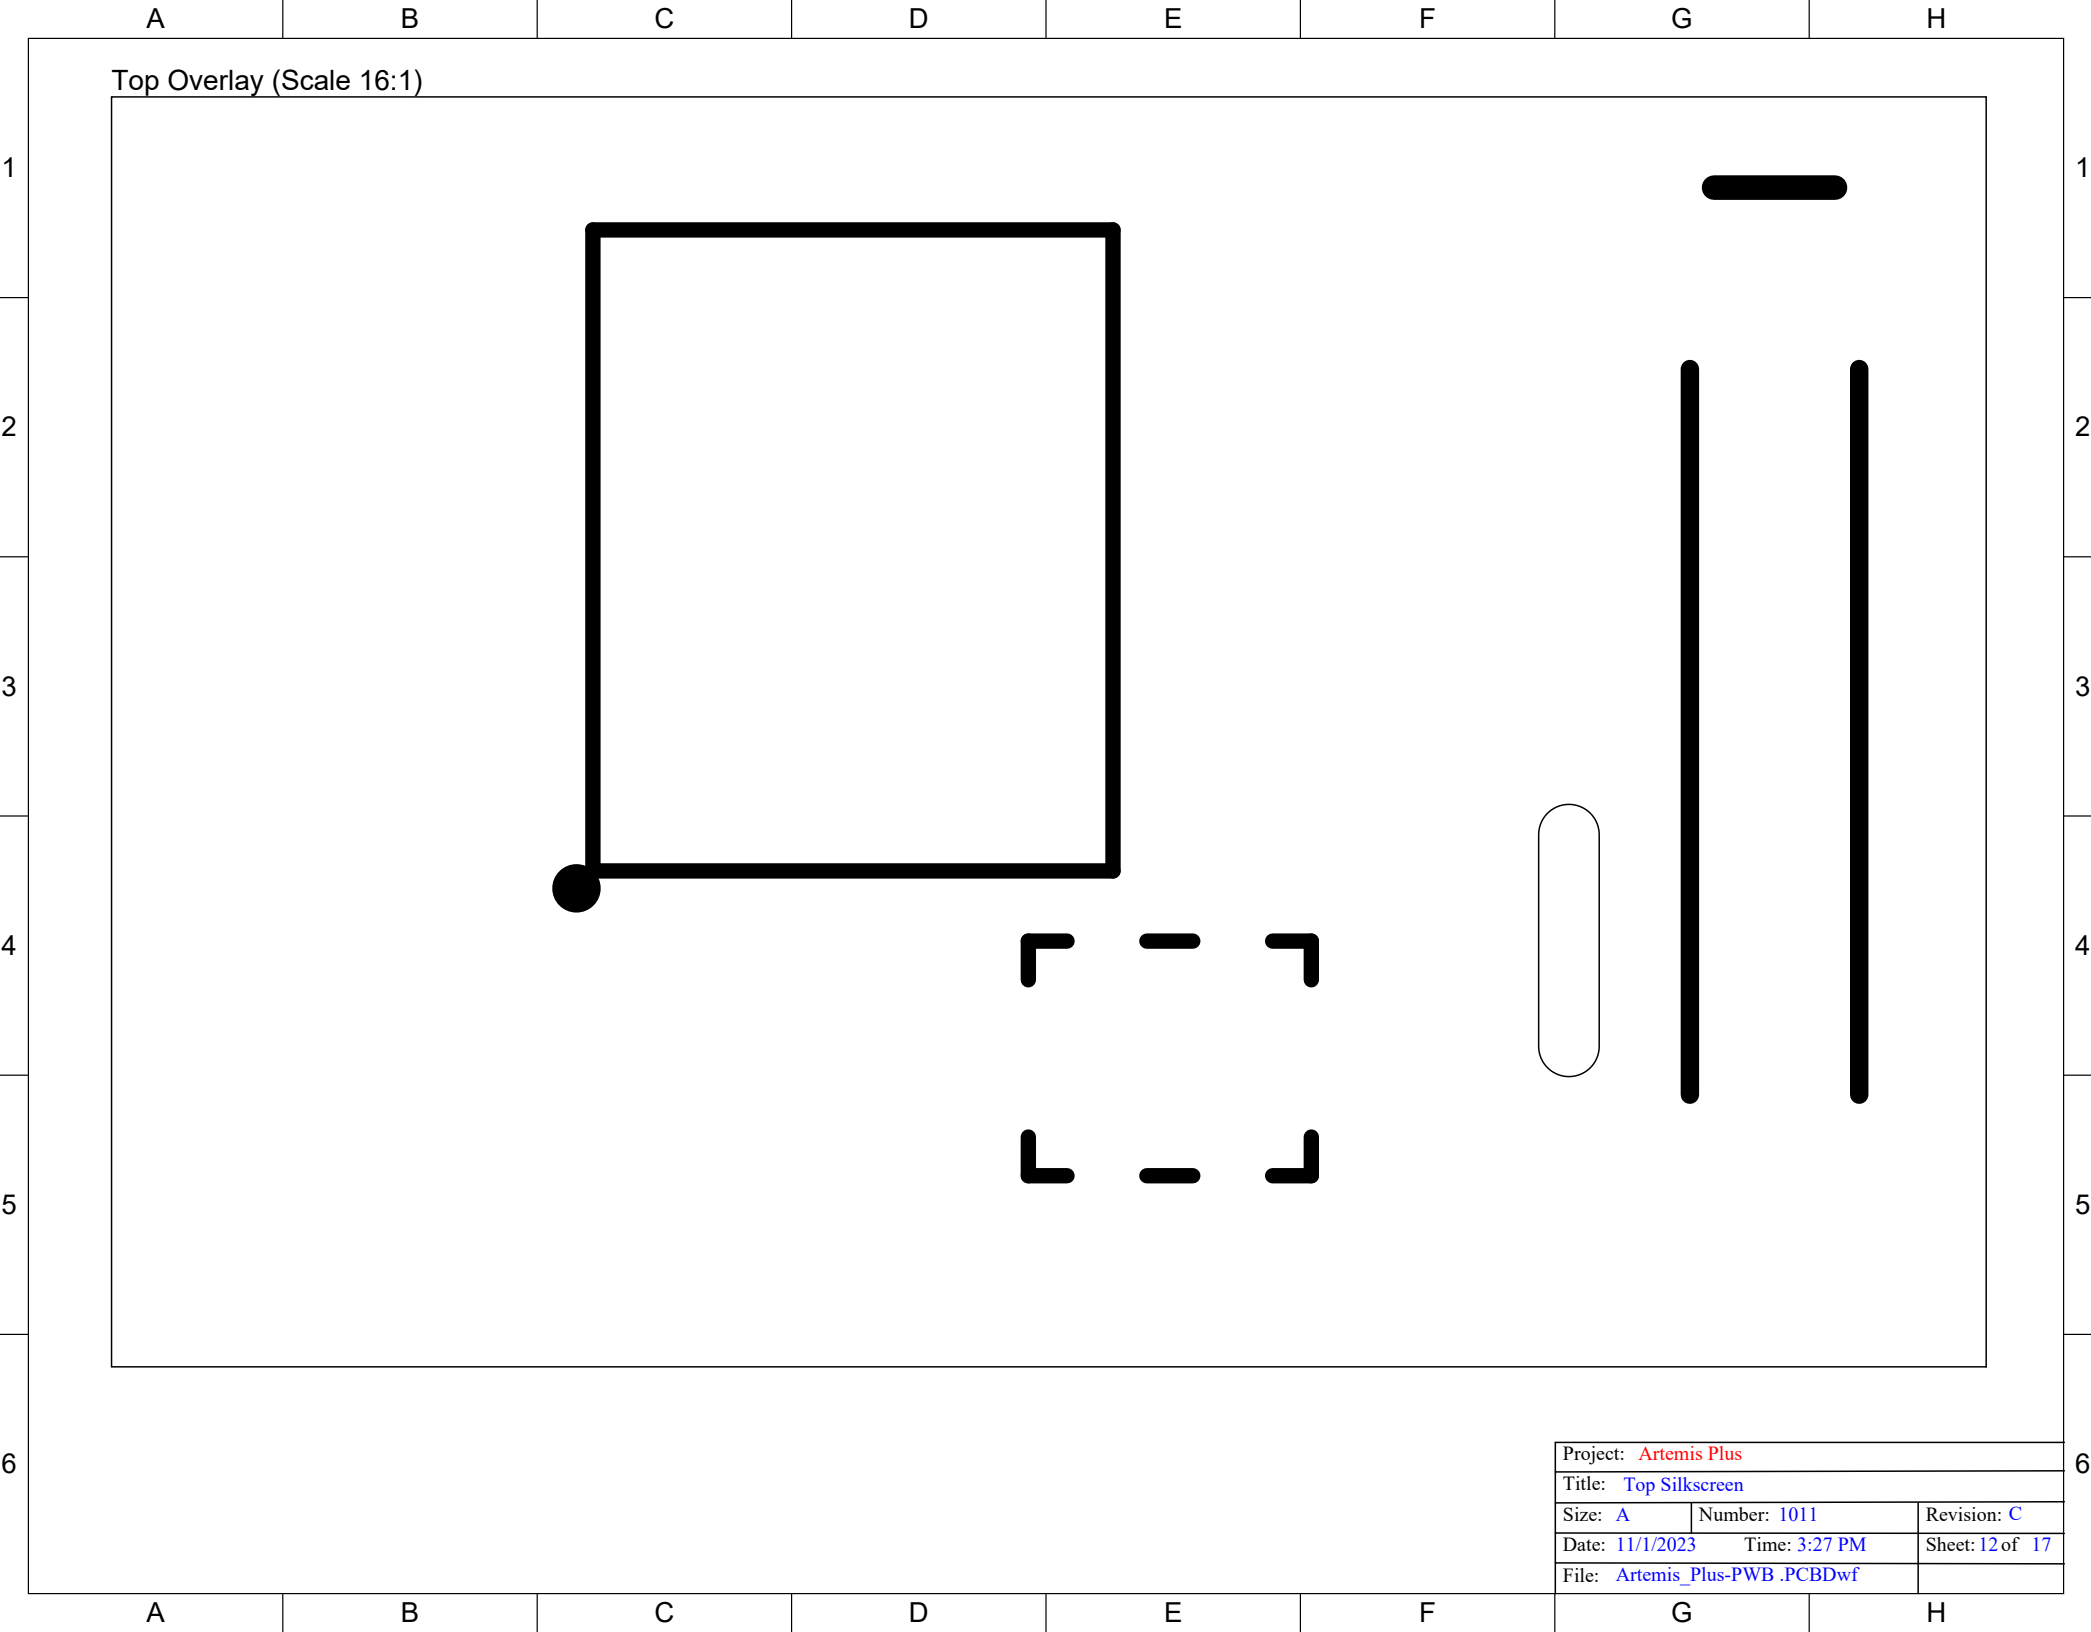 A B C D E F G H
Top Overlay (Scale 16:1)
1 1
2 2
3 3
4 4
5 5
6 6
Project: Artemis Plus
Title: Top Silkscreen
Size: A Number: 1011 Revision: C
Date: 11/1/2023 Time: 3:27 PM Sheet: 12 of 17
File: Artemis_Plus-PWB .PCBDwf
A B C D E F G H